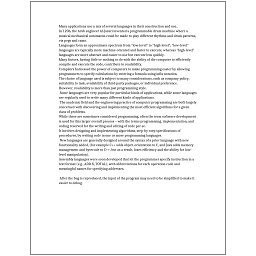 Many applications use a mix of several languages in their construction and use.
In 1206, the Arab engineer Al-Jazari invented a programmable drum machine where a
musical mechanical automaton could be made to play different rhythms and drum patterns,
via pegs and cams.
Languages form an approximate spectrum from "low-level" to "high-level"; "low-level"
languages are typically more machine-oriented and faster to execute, whereas "high-level"
languages are more abstract and easier to use but execute less quickly.
Many factors, having little or nothing to do with the ability of the computer to efficiently
compile and execute the code, contribute to readability.
Compilers harnessed the power of computers to make programming easier by allowing
programmers to specify calculations by entering a formula using infix notation.
The choice of language used is subject to many considerations, such as company policy,
suitability to task, availability of third-party packages, or individual preference.
However, readability is more than just programming style.
Some languages are very popular for particular kinds of applications, while some languages
are regularly used to write many different kinds of applications.
The academic field and the engineering practice of computer programming are both largely
concerned with discovering and implementing the most efficient algorithms for a given
class of problems.
While these are sometimes considered programming, often the term software development
is used for this larger overall process – with the terms programming, implementation, and
coding reserved for the writing and editing of code per se.
It involves designing and implementing algorithms, step-by-step specifications of
procedures, by writing code in one or more programming languages.
New languages are generally designed around the syntax of a prior language with new
functionality added, (for example C++ adds object-orientation to C, and Java adds memory
management and bytecode to C++, but as a result, loses efficiency and the ability for low-
level manipulation).
Assembly languages were soon developed that let the programmer specify instruction in a
text format (e.g., ADD X, TOTAL), with abbreviations for each operation code and
meaningful names for specifying addresses.
After the bug is reproduced, the input of the program may need to be simplified to make it
easier to debug.